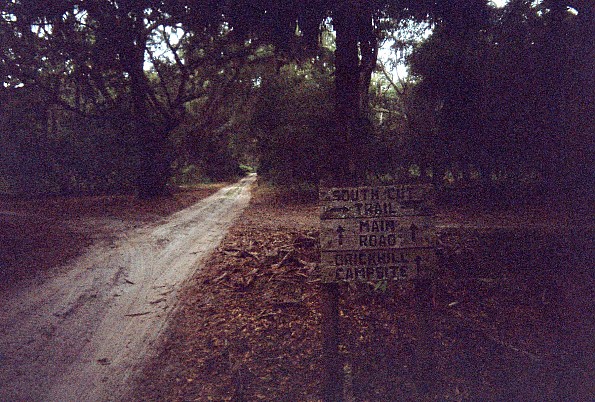 SOUTH CUT
TRAIL
MAIN
ROAD
BRICKHILL
CAMPSITE